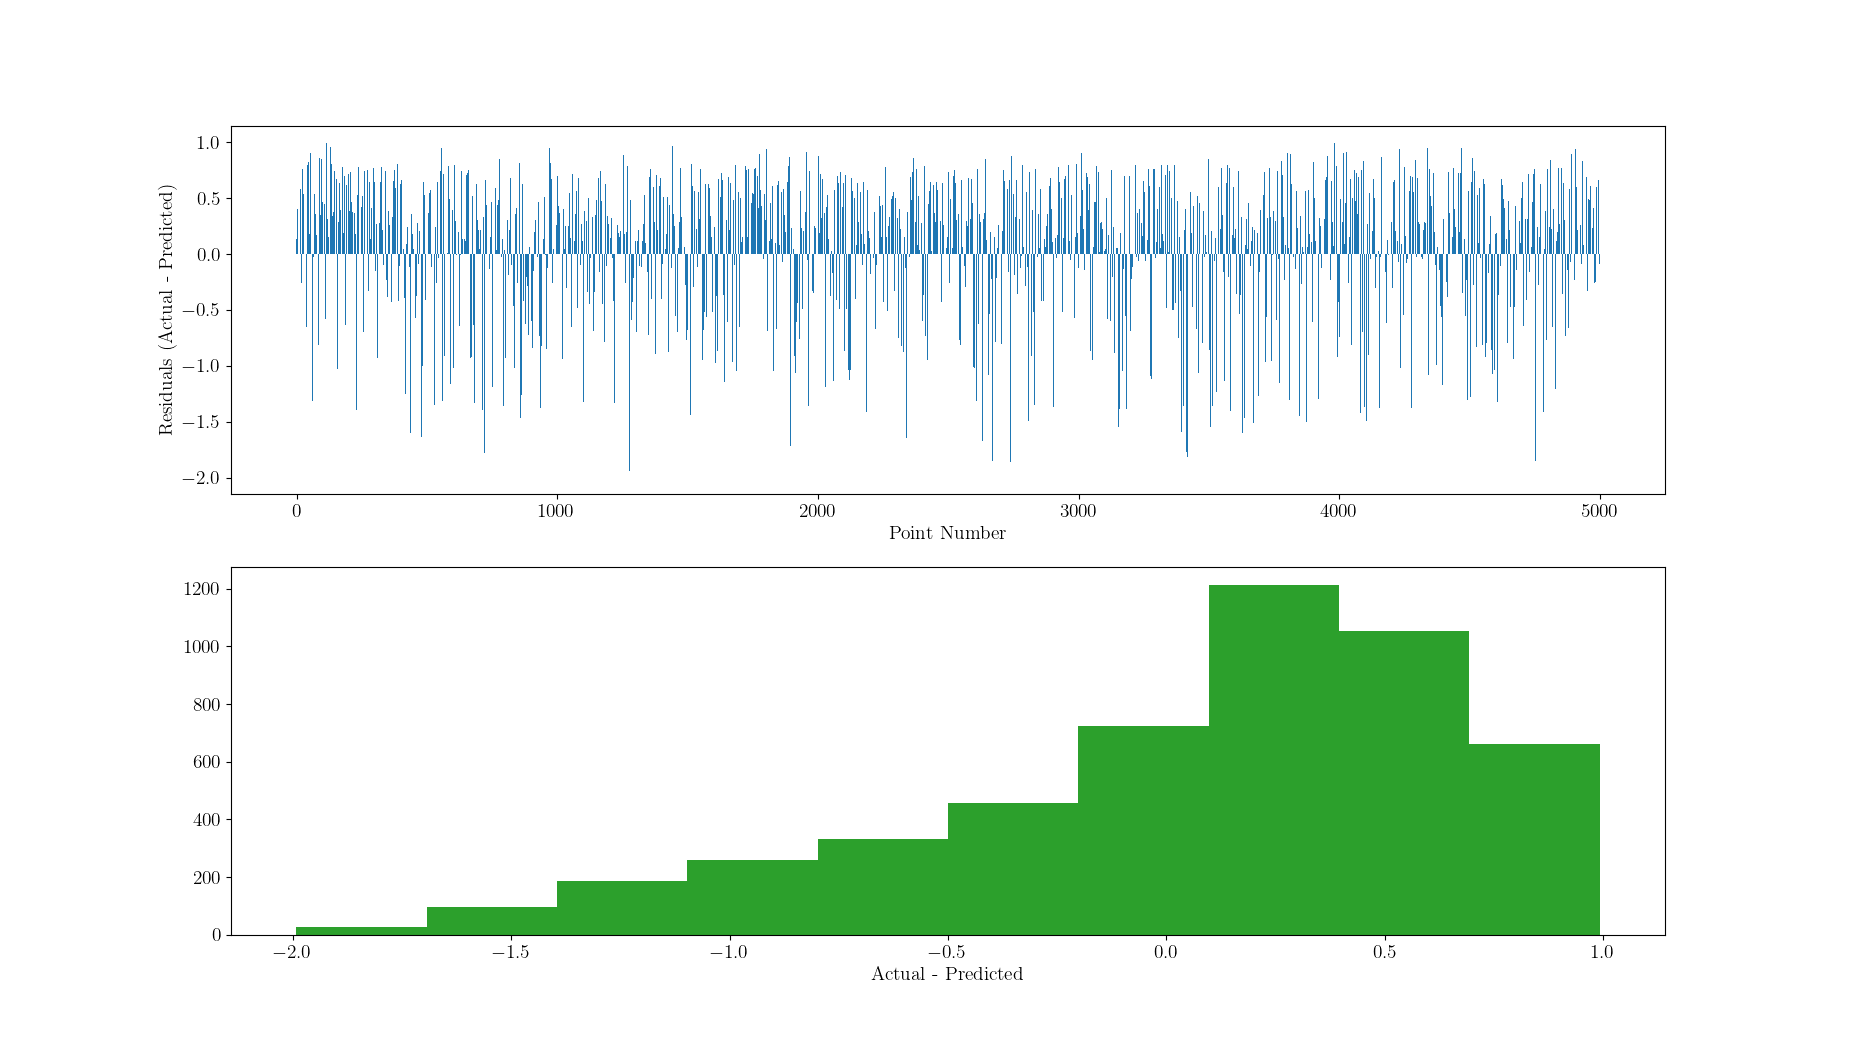 Residuals (Actual - Predicted)
1.0
0.5
0.0
−0.5
−1.0
−1.5
−2.0
0 1000 2000 3000 4000 5000
Point Number
1200
1000
800
600
400
200
0
−2.0 −1.5 −1.0 −0.5 0.0 0.5 1.0
Actual - Predicted